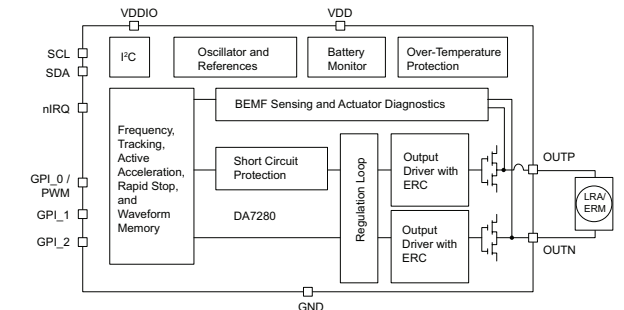 VDDIO
VDD
SCL
SDA
nIRQ
GPI_0 /
PWM
GPI_1
GPI_2
I²C
Oscillator and
References
Battery
Monitor
Over-Temperature
Protection
BEMF Sensing and Actuator Diagnostics
Frequency,
Tracking,
Active
Acceleration,
Rapid Stop,
and
Waveform
Memory
Short Circuit
Protection
DA7280
Regulation Loop
Output
Driver with
ERC
Output
Driver with
ERC
OUTP
LRA/
ERM
OUTN
GND